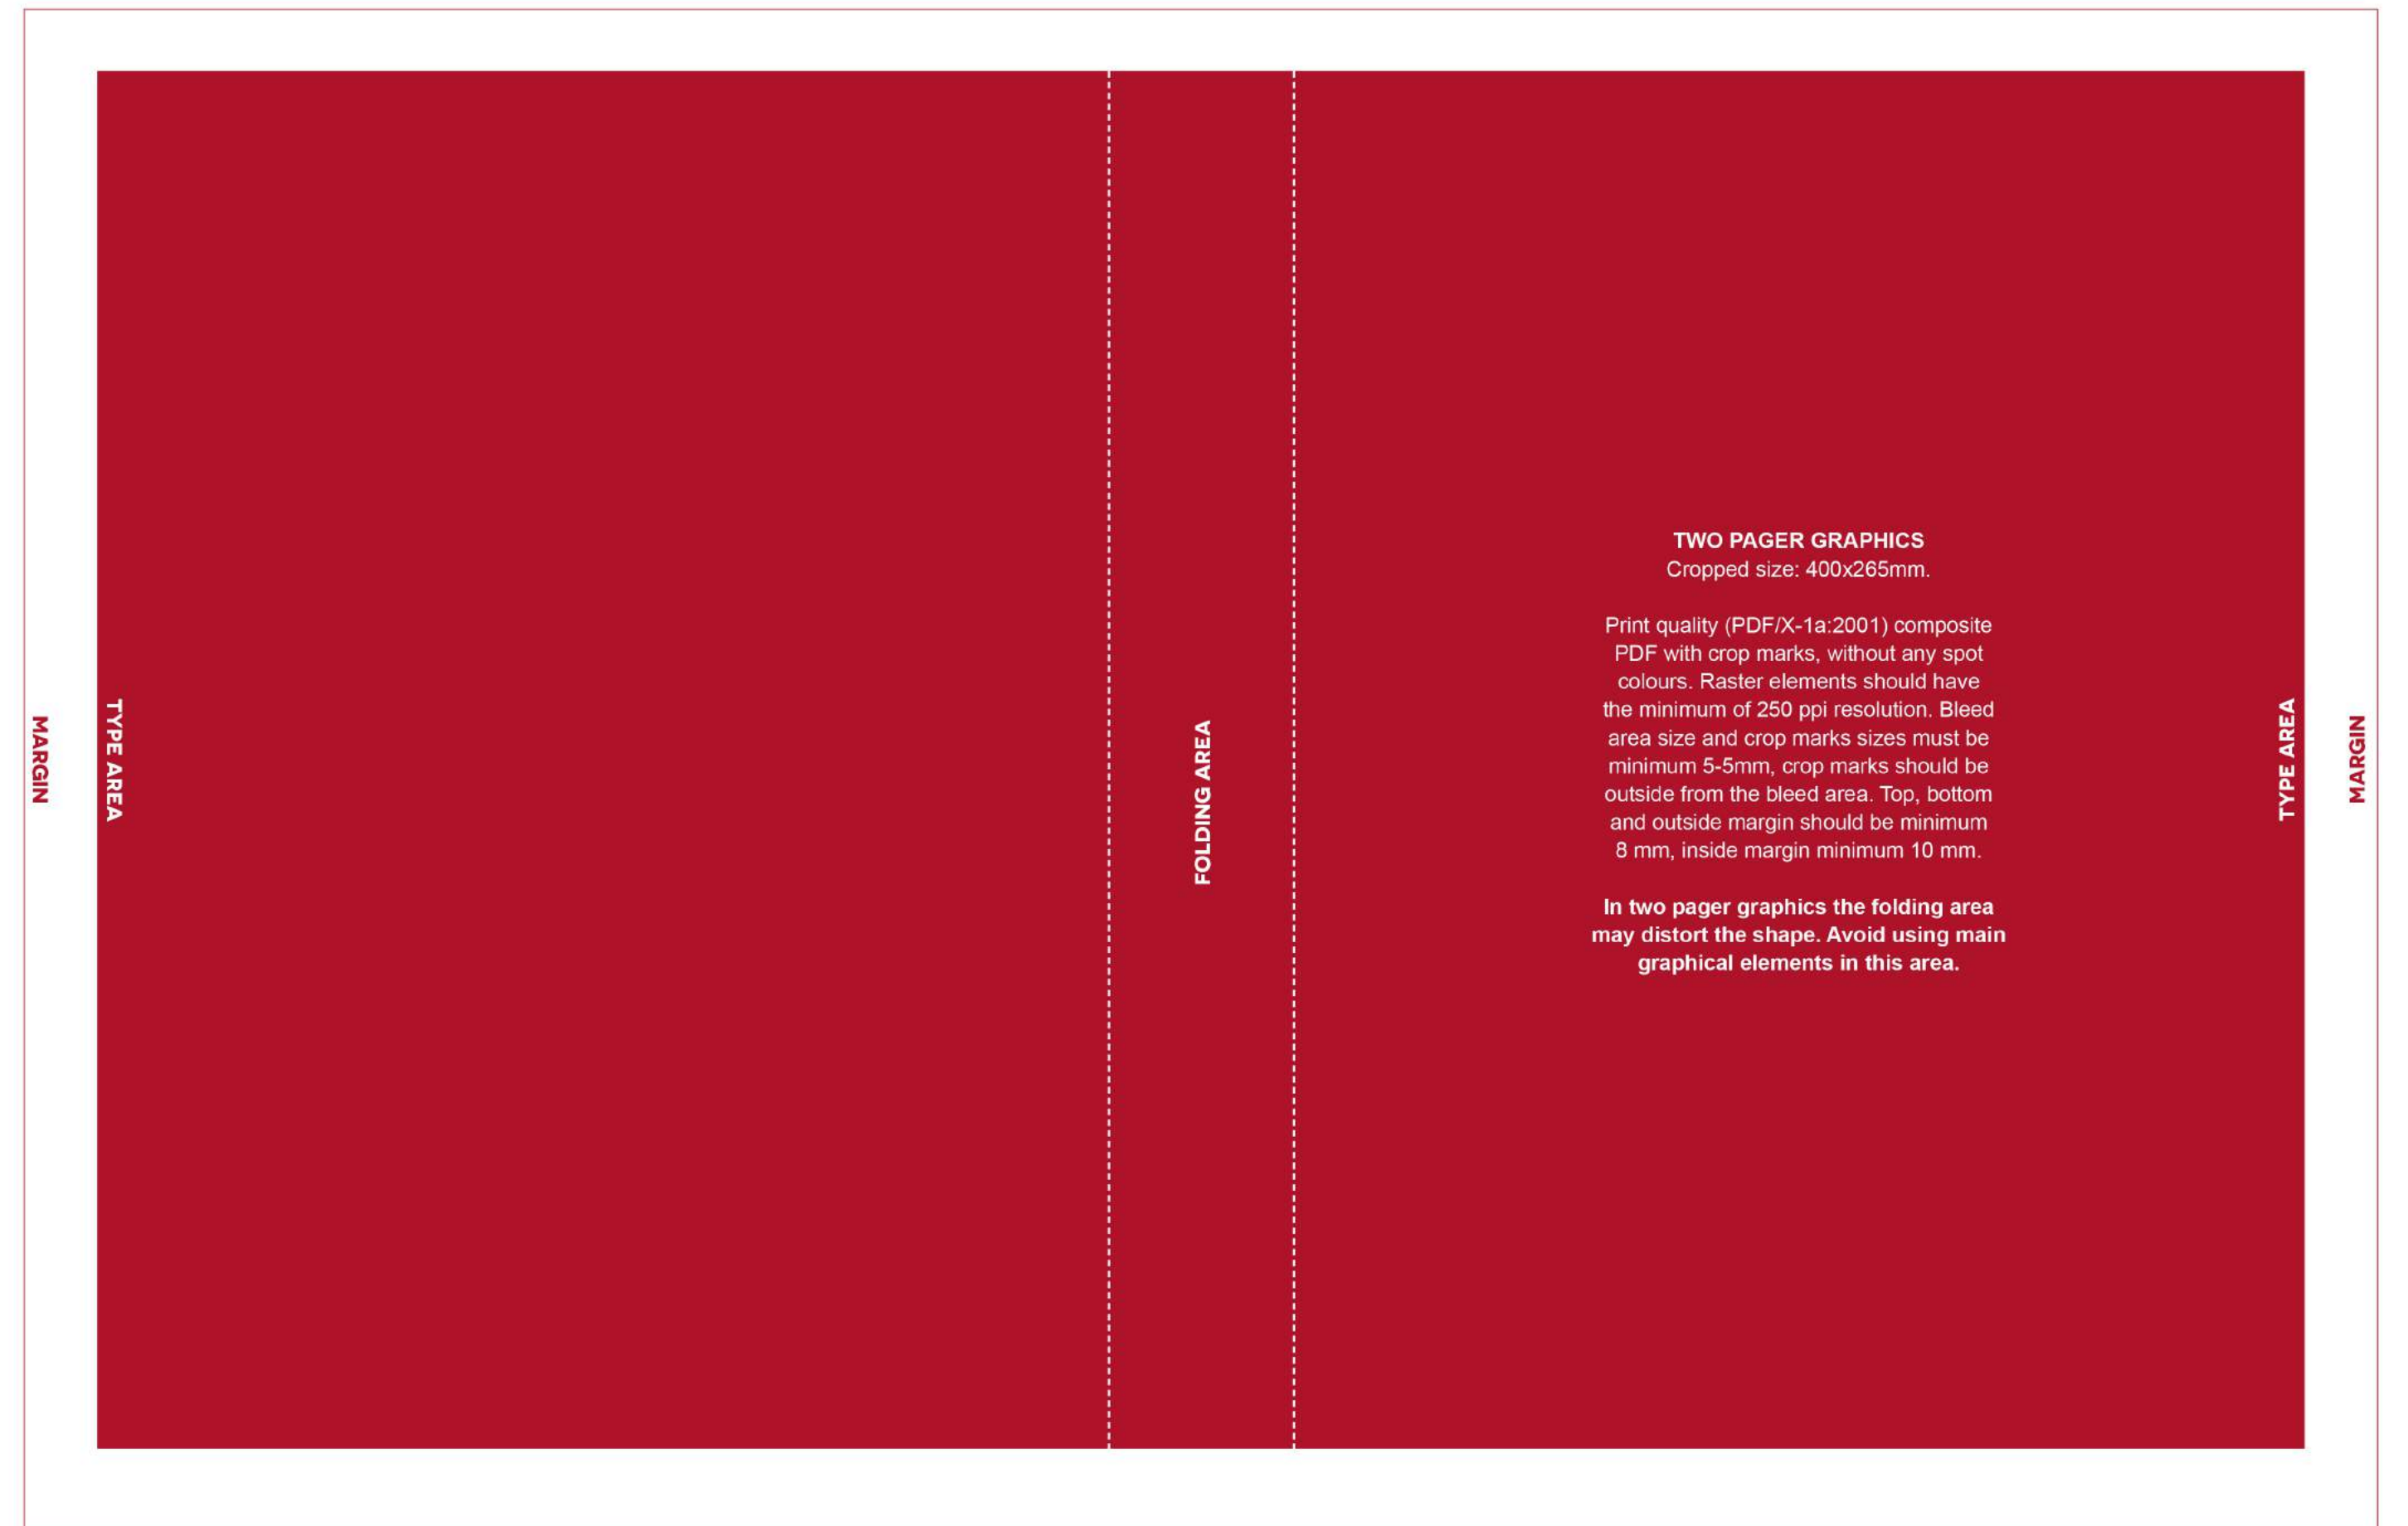 MARGIN
TYPE AREA
FOLDING AREA
TWO PAGER GRAPHICS
Cropped size: 400x265mm.
Print quality (PDF/X-1a:2001) composite
PDF with crop marks, without any spot
colours. Raster elements should have
the minimum of 250 ppi resolution. Bleed
area size and crop marks sizes must be
minimum 5-5mm, crop marks should be
outside from the bleed area. Top, bottom
and outside margin should be minimum
8 mm, inside margin minimum 10 mm.
In two pager graphics the folding area
may distort the shape. Avoid using main
graphical elements in this area.
TYPE AREA
MARGIN